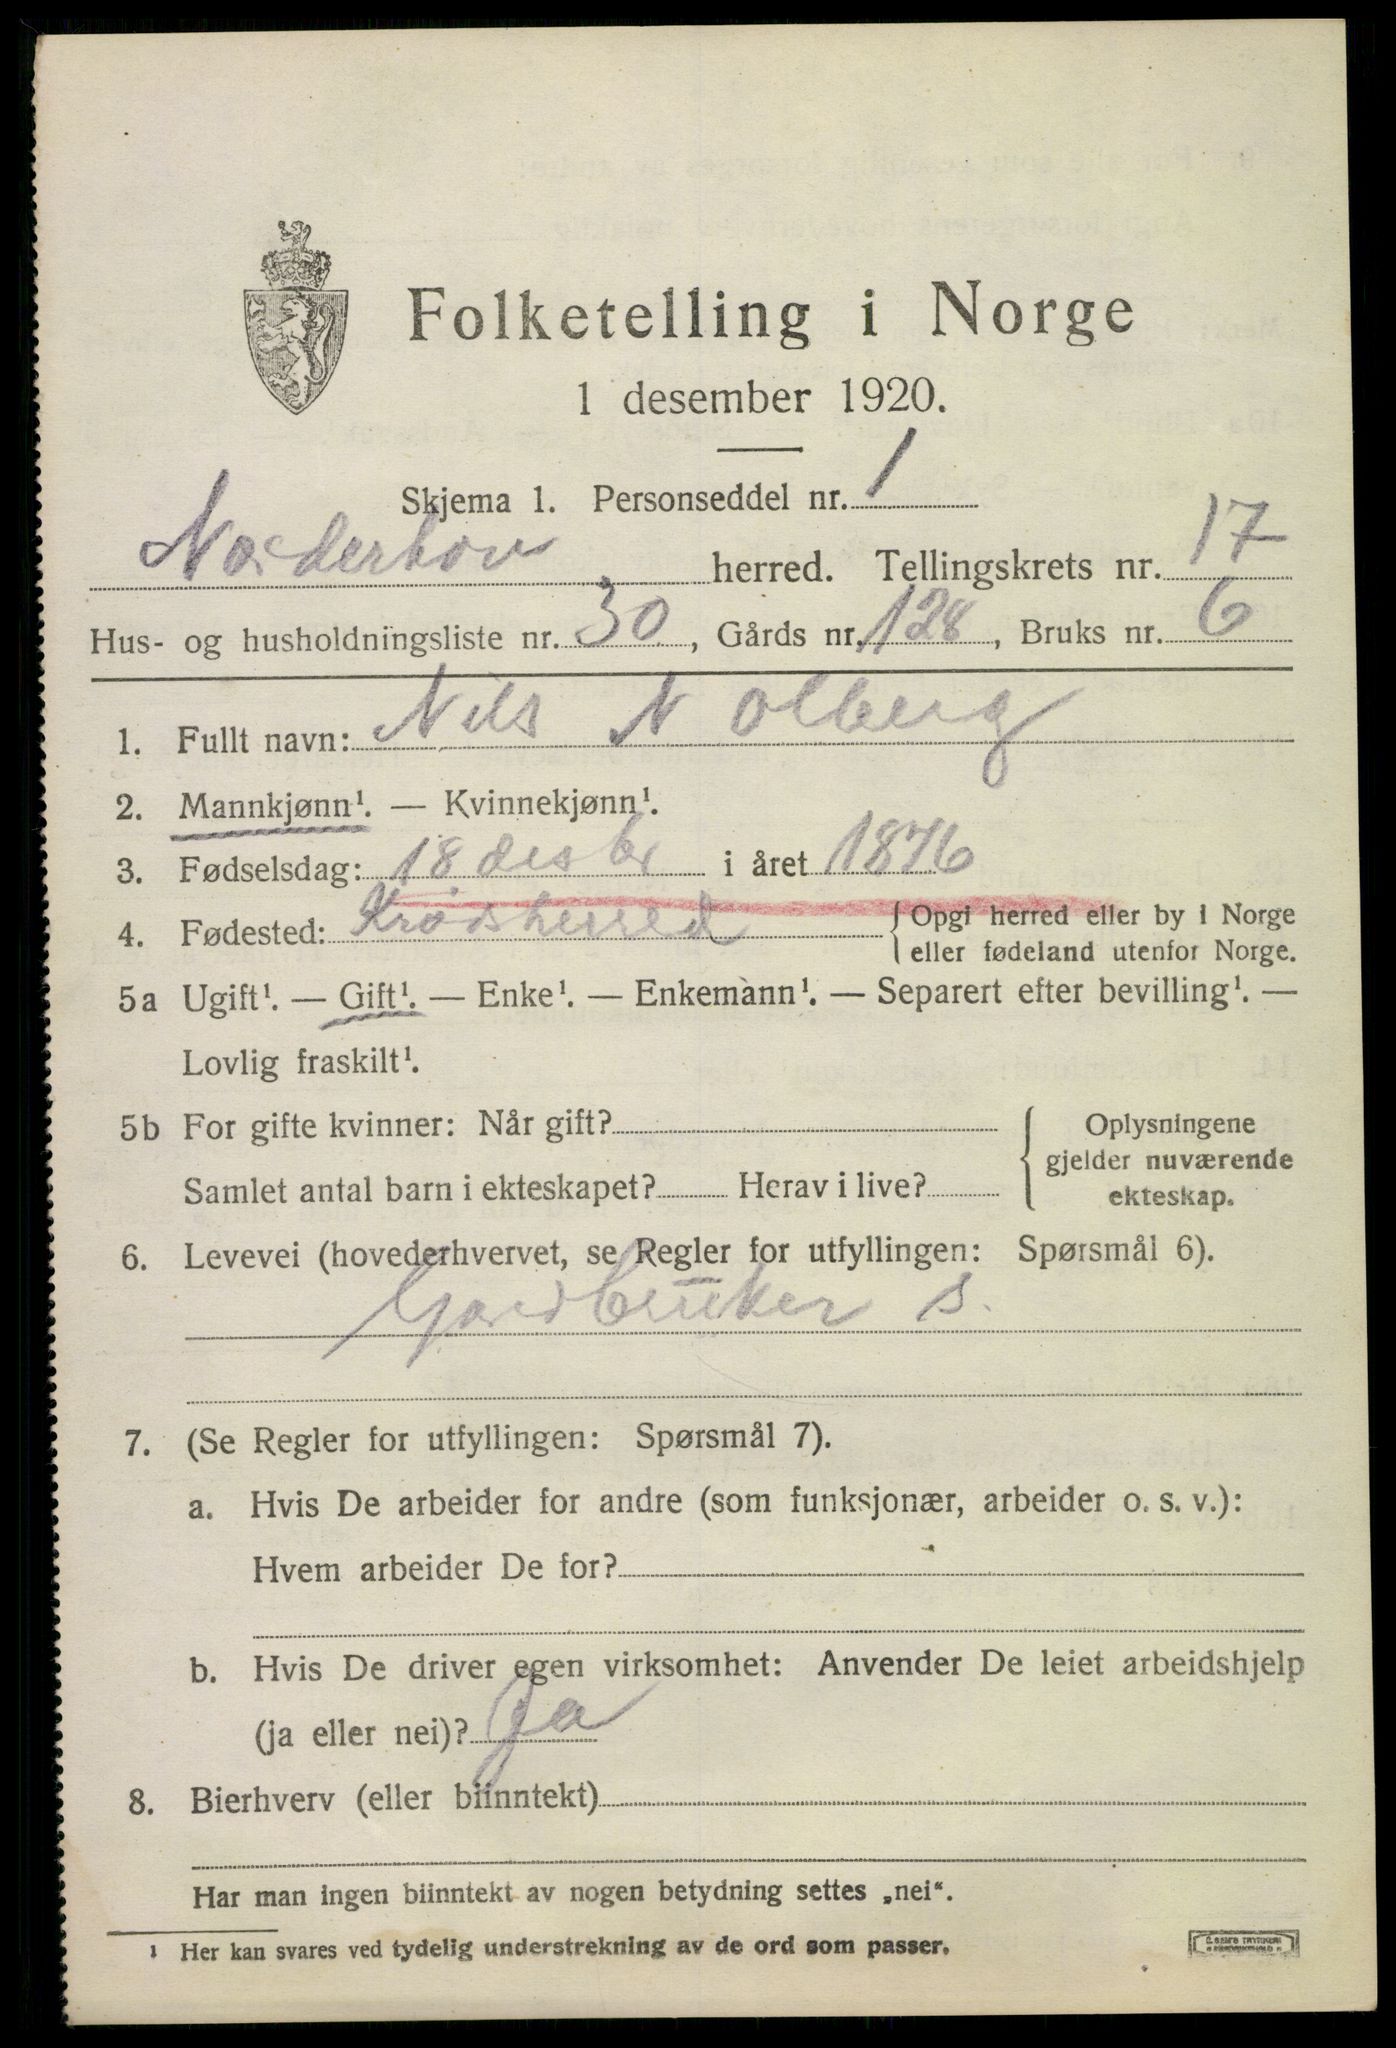 Folketelling i Norge
1 desember 1920.
Skjema 1. Personseddel nr. 1
Norderhov herred. Tellingskrets nr. 17
Hus- og husholdningsliste nr. 30, Gårds nr. 128, Bruks nr. 6
1. Fullt navn: Nils N Olberg
2. Mannkjønn¹. — Kvinnekjønn¹.
3. Fødselsdag: 18 desbr i året 1876
4. Fødested: Krødsherred { Opgi herred eller by i Norge
eller fødeland utenfor Norge.
5a Ugift¹. — Gift¹. — Enke¹. — Enkemann¹. — Separert efter bevilling¹. —
Lovlig fraskilt¹.
5b For gifte kvinner: Når gift? { Oplysningene
gjelder nuværende
Samlet antal barn i ekteskapet? Herav i live?
ekteskap.
6. Levevei (hovederhvervet, se Regler for utfyllingen: Spørsmål 6).
Gardbruker s.
7. (Se Regler for utfyllingen: Spørsmål 7).
a. Hvis De arbeider for andre (som funksjonær, arbeider o. s. v.):
Hvem arbeider De for?
b. Hvis De driver egen virksomhet: Anvender De leiet arbeidshjelp
(ja eller nei)? Ja
8. Bierhverv (eller biinntekt)
Har man ingen biinntekt av nogen betydning settes „nei“.
¹ Her kan svares ved tydelig understrekning av de ord som passer.